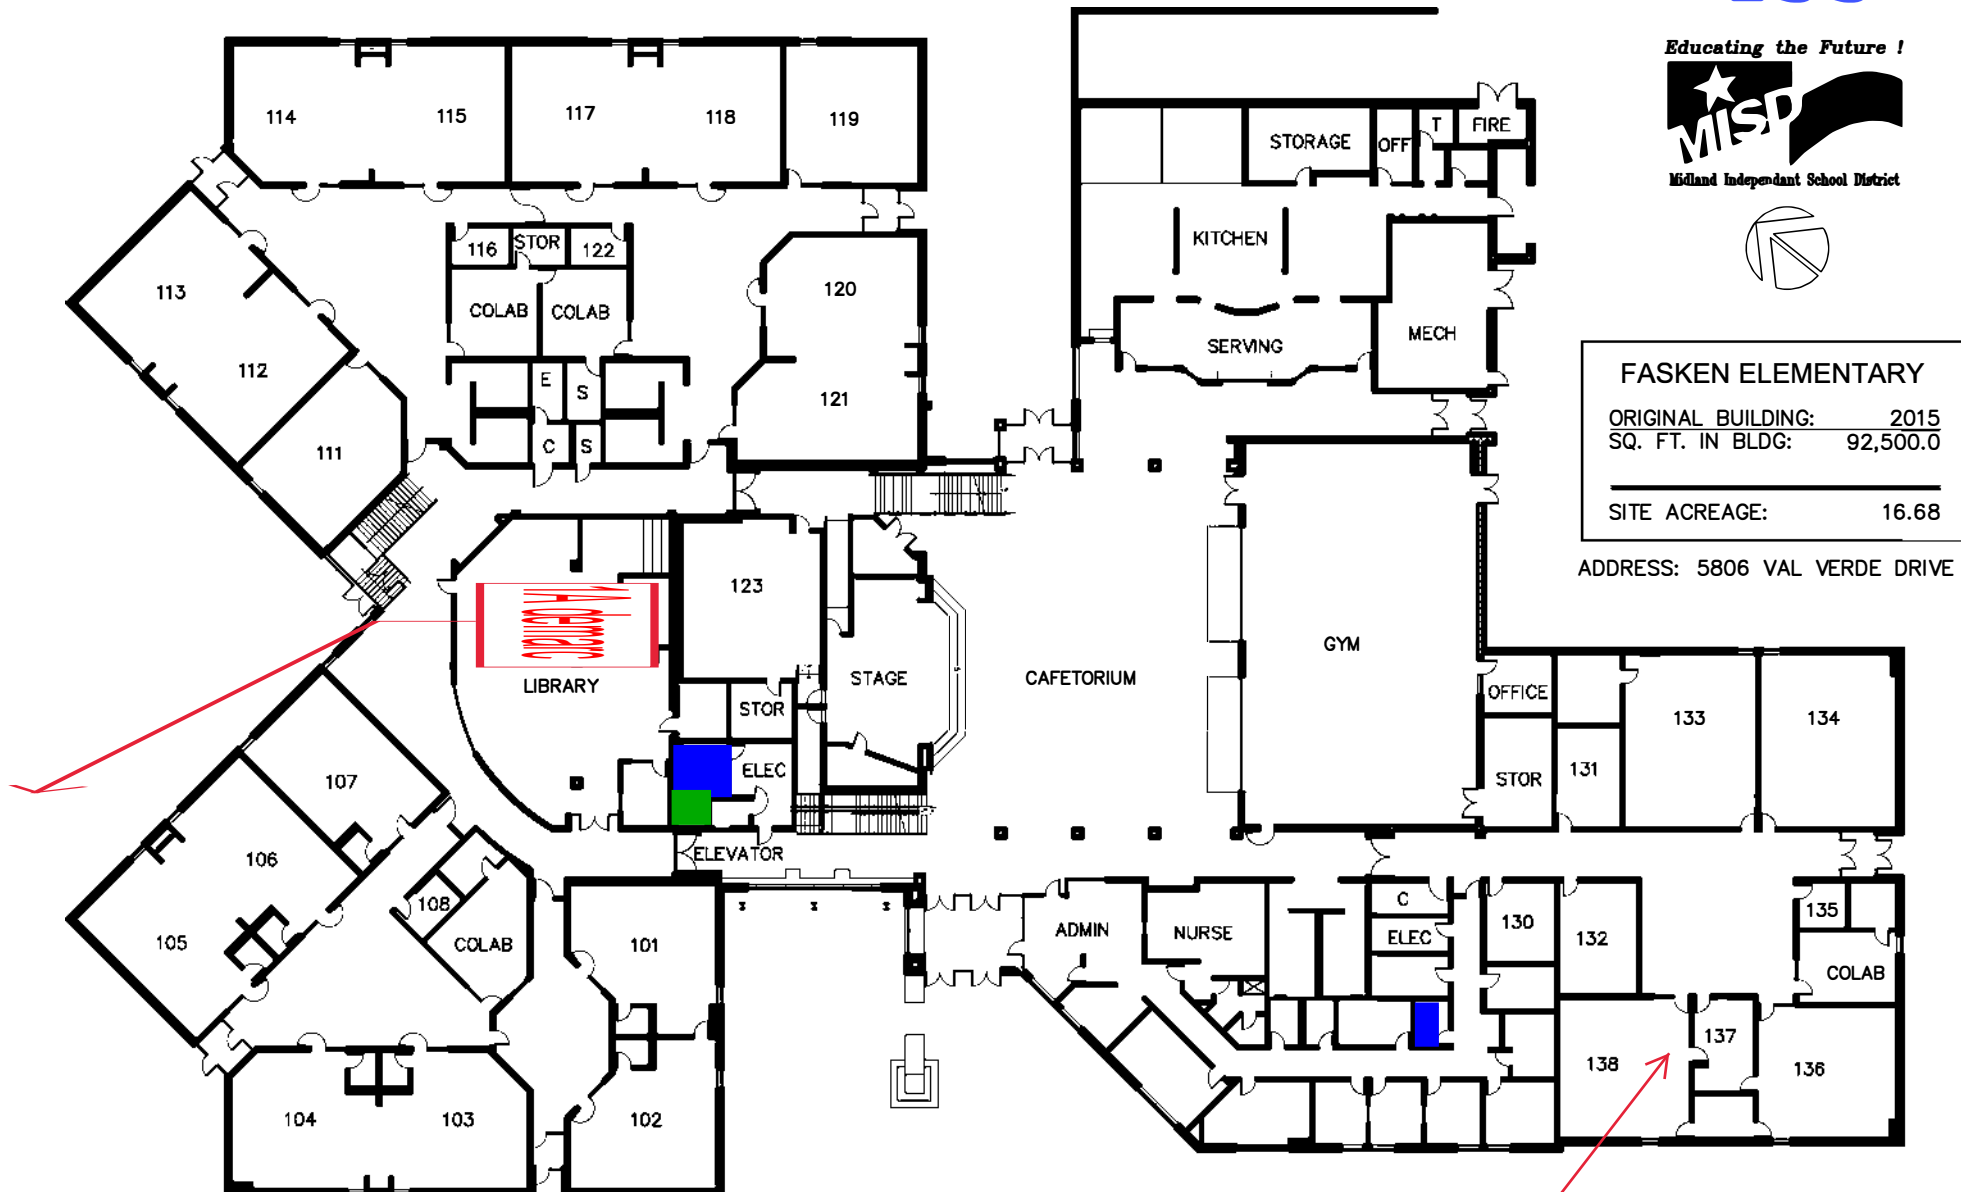 Educating the Future !
MISD
Midland Independant School District
FASKEN ELEMENTARY
ORIGINAL BUILDING: 2015
SQ. FT. IN BLDG: 92,500.0
SITE ACREAGE: 16.68
ADDRESS: 5806 VAL VERDE DRIVE
114
115
117
118
119
STORAGE
OFF
T
FIRE
116
STOR
122
KITCHEN
113
COLAB
COLAB
120
MECH
SERVING
112
E
S
121
111
C
S
123
LIBRARY
STAGE
CAFETORIUM
GYM
STOR
OFFICE
133
134
ELEC
STOR
131
107
ELEVATOR
106
108
C
135
105
COLAB
101
ADMIN
NURSE
ELEC
130
132
COLAB
138
137
136
104
103
102